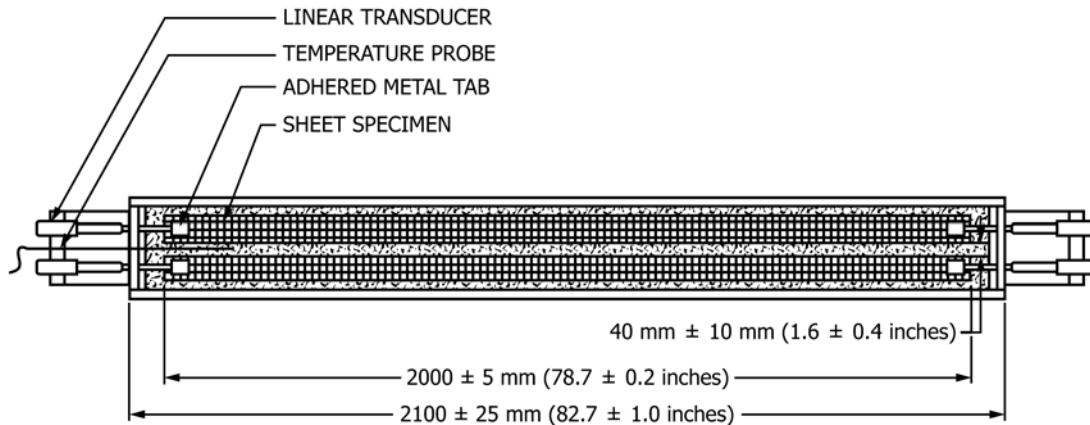 LINEAR TRANSDUCER
TEMPERATURE PROBE
ADHERED METAL TAB
SHEET SPECIMEN
40 mm ± 10 mm (1.6 ± 0.4 inches)
2000 ± 5 mm (78.7 ± 0.2 inches)
2100 ± 25 mm (82.7 ± 1.0 inches)